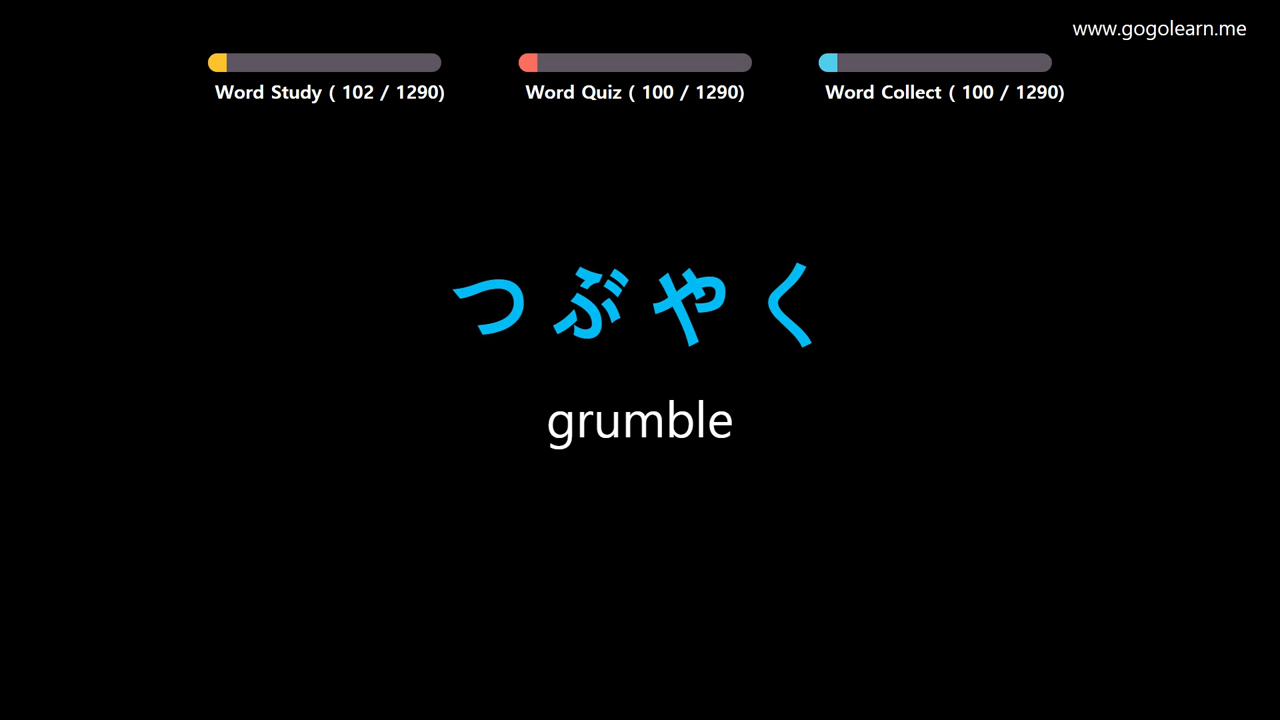 www.gogolearn.me
Word Study ( 102 / 1290)
Word Quiz ( 100 / 1290)
Word Collect ( 100 / 1290)
つぶやく
grumble